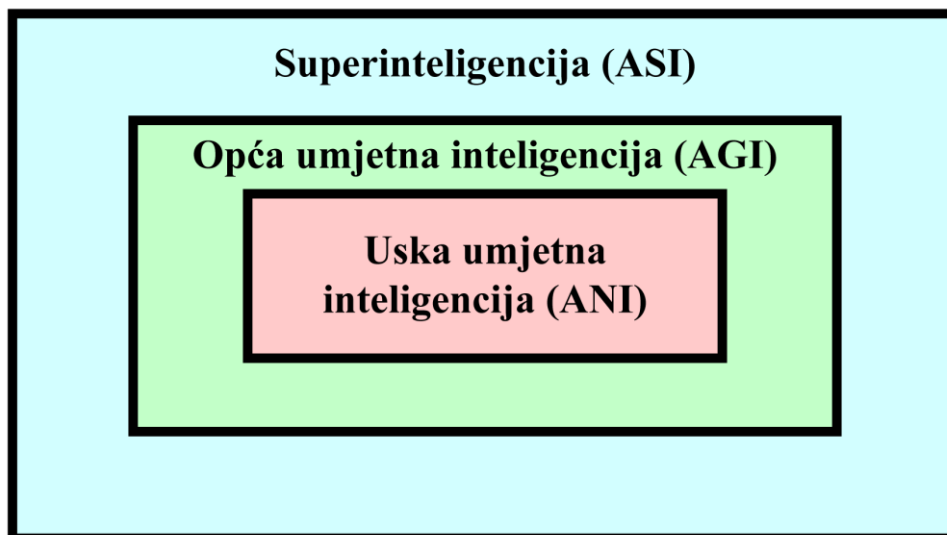 Superinteligencija (ASI)
Opća umjetna inteligencija (AGI)
Uska umjetna
inteligencija (ANI)